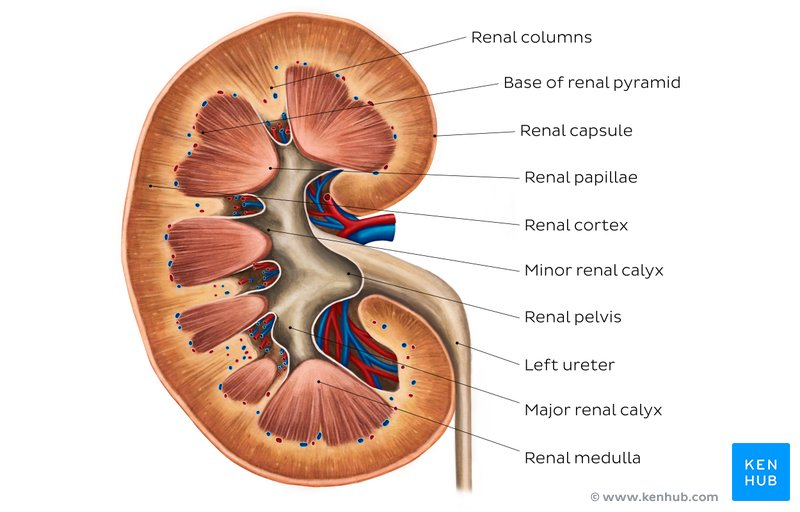 Renal columns
Base of renal pyramid
Renal capsule
Renal papillae
Renal cortex
Minor renal calyx
Renal pelvis
Left ureter
Major renal calyx
Renal medulla
KEN
HUB
© www.kenhub.com